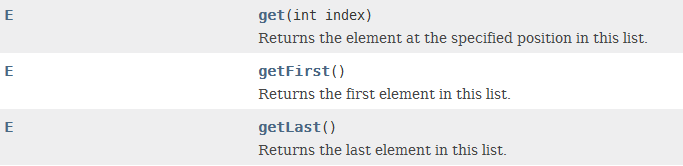 E get(int index)
Returns the element at the specified position in this list.
E getFirst()
Returns the first element in this list.
E getLast()
Returns the last element in this list.